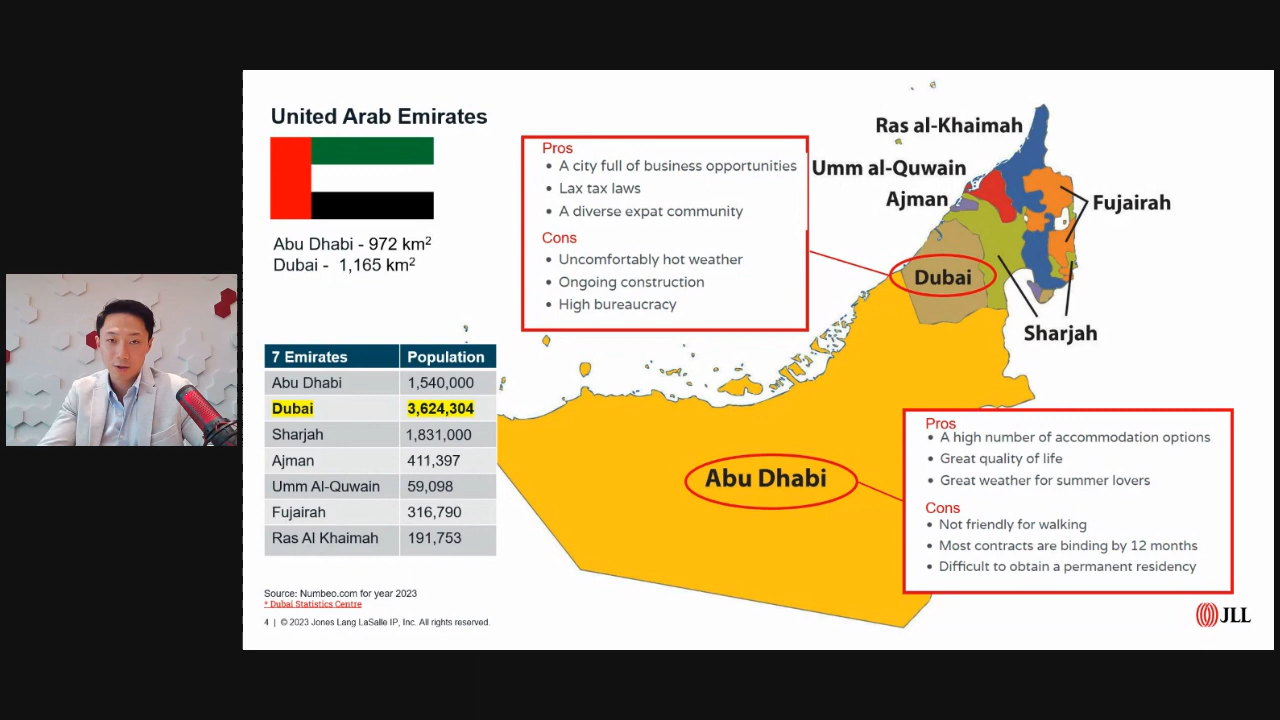 United Arab Emirates
Abu Dhabi - 972 km²
Dubai - 1,165 km²
7 Emirates Population
Abu Dhabi 1,540,000
Dubai 3,624,304
Sharjah 1,831,000
Ajman 411,397
Umm Al-Quwain 59,098
Fujairah 316,790
Ras Al Khaimah 191,753
Source: Numbeo.com for year 2023
* Dubai Statistics Centre
4 | © 2023 Jones Lang LaSalle IP, Inc. All rights reserved.
Pros
• A city full of business opportunities
• Lax tax laws
• A diverse expat community
Cons
• Uncomfortably hot weather
• Ongoing construction
• High bureaucracy
Ras al-Khaimah
Umm al-Quwain
Ajman
Fujairah
Dubai
Sharjah
Abu Dhabi
Pros
• A high number of accommodation options
• Great quality of life
• Great weather for summer lovers
Cons
• Not friendly for walking
• Most contracts are binding by 12 months
• Difficult to obtain a permanent residency
JLL